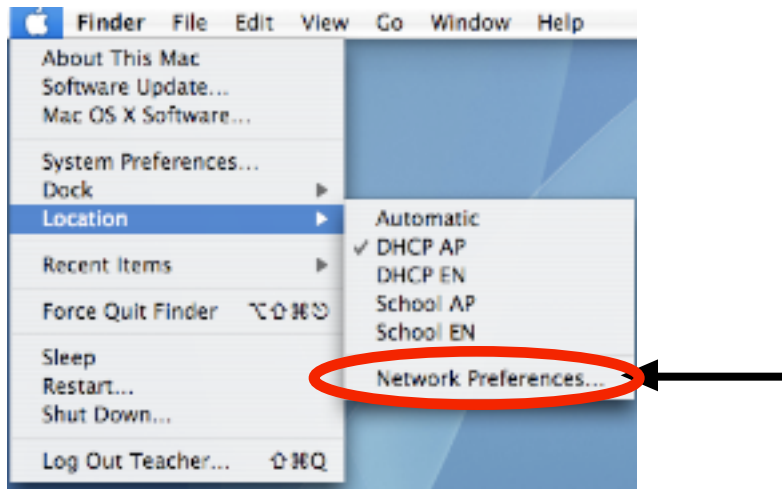 Finder File Edit View Go Window Help
About This Mac
Software Update...
Mac OS X Software...
System Preferences...
Dock
Location
Recent Items
Force Quit Finder ⌥⇧⌘⎋
Sleep
Restart...
Shut Down...
Log Out Teacher... ⇧⌘Q
Automatic
✓ DHCP AP
DHCP EN
School AP
School EN
Network Preferences...